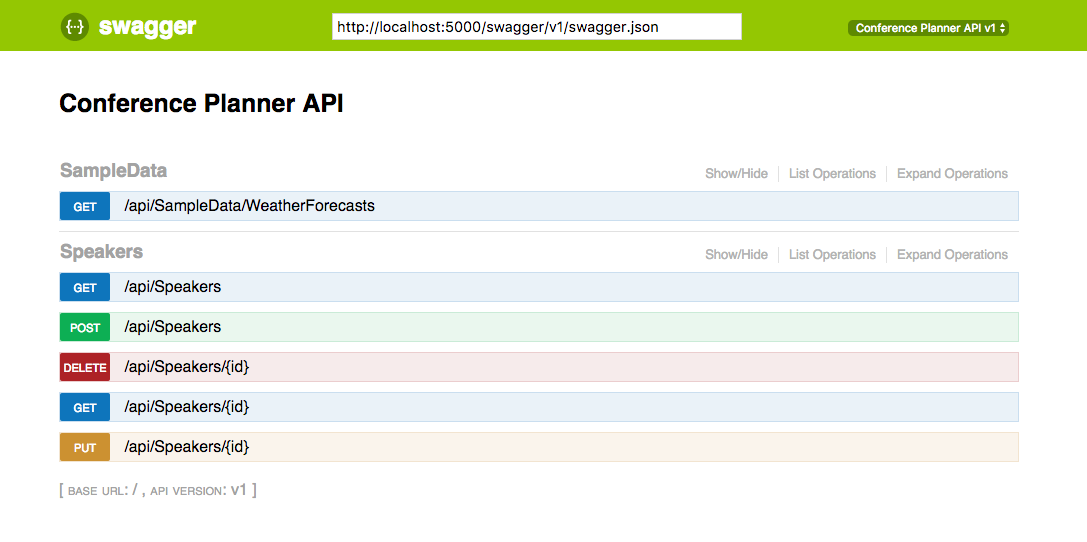 {··} swagger http://localhost:5000/swagger/v1/swagger.json Conference Planner API v1
Conference Planner API
SampleData Show/Hide List Operations Expand Operations
GET /api/SampleData/WeatherForecasts
Speakers Show/Hide List Operations Expand Operations
GET /api/Speakers
POST /api/Speakers
DELETE /api/Speakers/{id}
GET /api/Speakers/{id}
PUT /api/Speakers/{id}
[ BASE URL: / , API VERSION: v1 ]